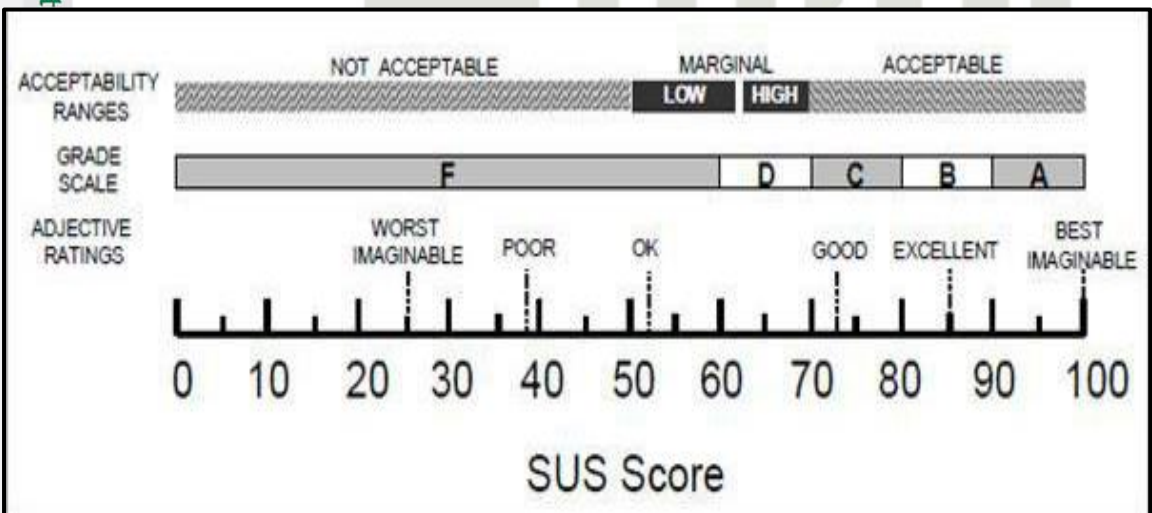 NOT ACCEPTABLE MARGINAL ACCEPTABLE
ACCEPTABILITY
RANGES
LOW HIGH
GRADE
SCALE
F D C B A
ADJECTIVE
RATINGS
WORST
IMAGINABLE
POOR
OK
GOOD
EXCELLENT
BEST
IMAGINABLE
0 10 20 30 40 50 60 70 80 90 100
SUS Score